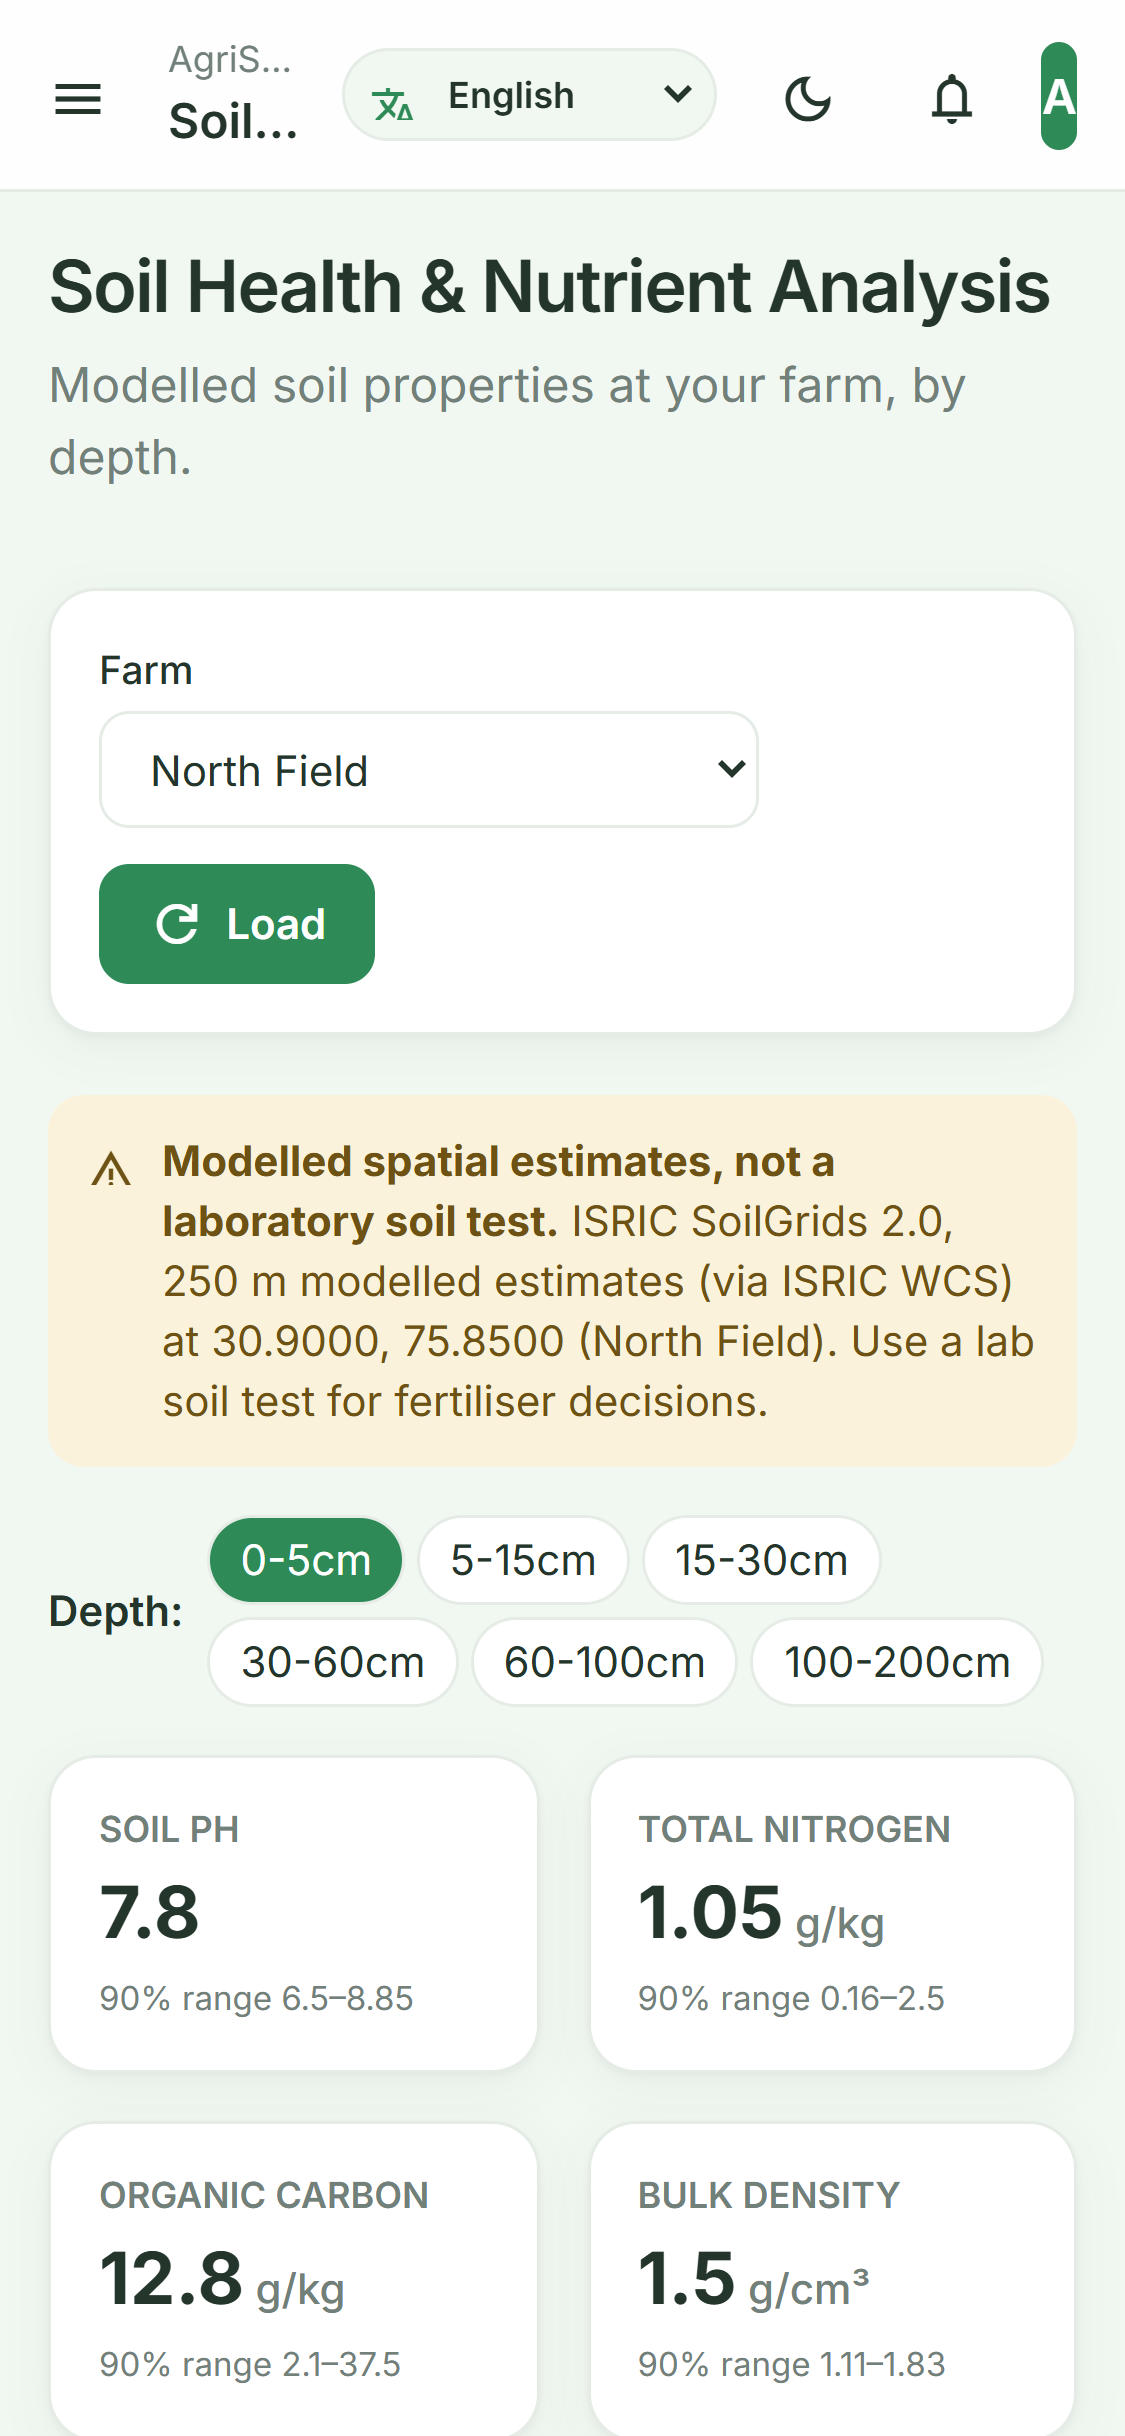 AgriS...
Soil...
English
A
Soil Health & Nutrient Analysis
Modelled soil properties at your farm, by
depth.
Farm
North Field
Load
Modelled spatial estimates, not a
laboratory soil test. ISRIC SoilGrids 2.0,
250 m modelled estimates (via ISRIC WCS)
at 30.9000, 75.8500 (North Field). Use a lab
soil test for fertiliser decisions.
Depth:
0-5cm 5-15cm 15-30cm
30-60cm 60-100cm 100-200cm
SOIL PH
7.8
90% range 6.5–8.85
TOTAL NITROGEN
1.05 g/kg
90% range 0.16–2.5
ORGANIC CARBON
12.8 g/kg
90% range 2.1–37.5
BULK DENSITY
1.5 g/cm³
90% range 1.11–1.83